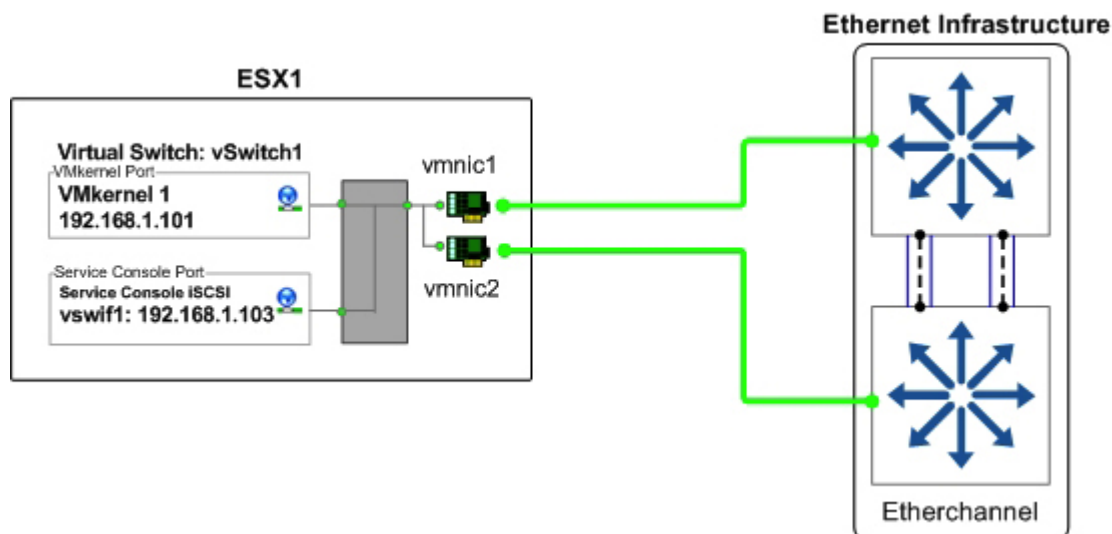 Ethernet Infrastructure
ESX1
Virtual Switch: vSwitch1
VMkernel Port
VMkernel 1
192.168.1.101
vmnic1
Service Console Port
Service Console iSCSI
vswif1: 192.168.1.103
vmnic2
Etherchannel